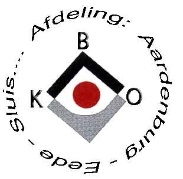 Afdeling: Aardenburg - Eede - Sluis....
B
K O